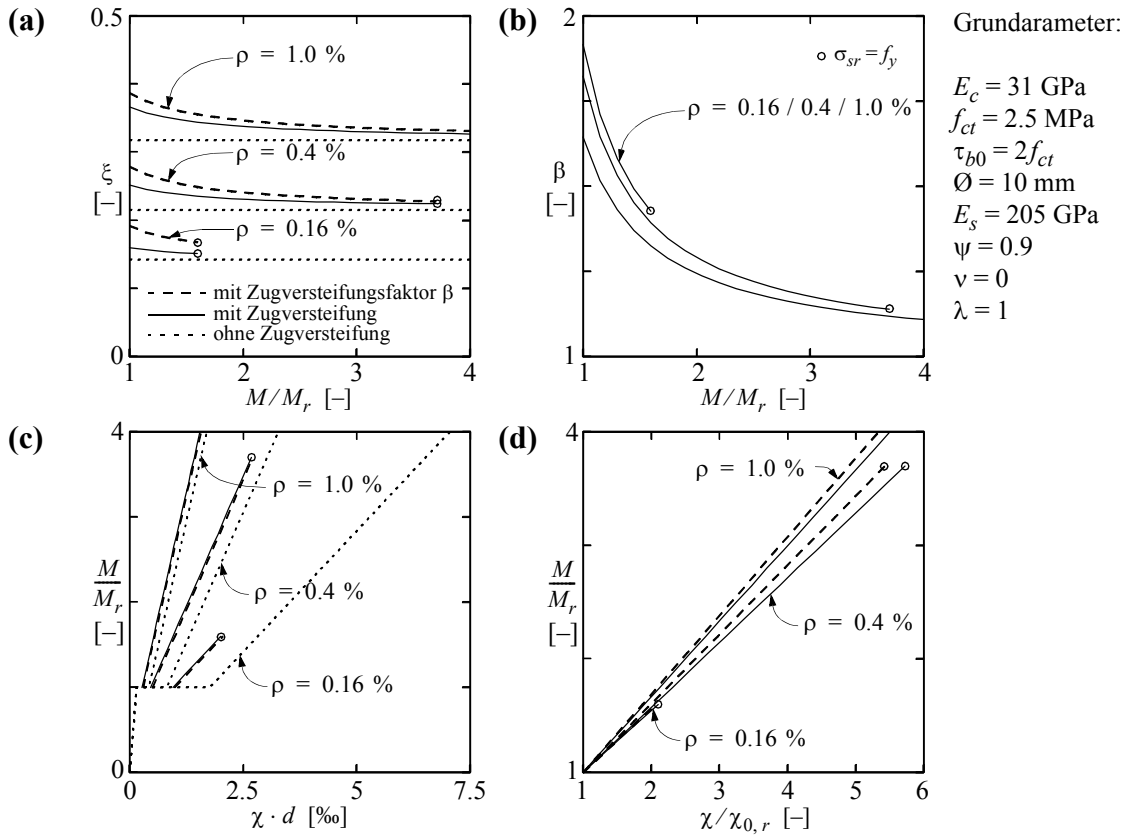 (a)
0.5
ξ
[–]
0
ρ = 1.0 %
ρ = 0.4 %
ρ = 0.16 %
mit Zugversteifungsfaktor β
mit Zugversteifung
ohne Zugversteifung
1 2 3 4
M/M_r [–]
(b)
2
β
[–]
1
σ_sr = f_y
ρ = 0.16 / 0.4 / 1.0 %
1 2 3 4
M/M_r [–]
Grundarameter:
E_c = 31 GPa
f_ct = 2.5 MPa
τ_b0 = 2f_ct
Ø = 10 mm
E_s = 205 GPa
ψ = 0.9
ν = 0
λ = 1
(c)
4
M
M_r
[–]
0
ρ = 1.0 %
ρ = 0.4 %
ρ = 0.16 %
0 2.5 5 7.5
χ · d [‰]
(d)
4
M
M_r
[–]
1
ρ = 1.0 %
ρ = 0.4 %
ρ = 0.16 %
1 2 3 4 5 6
χ/χ_0, r [–]